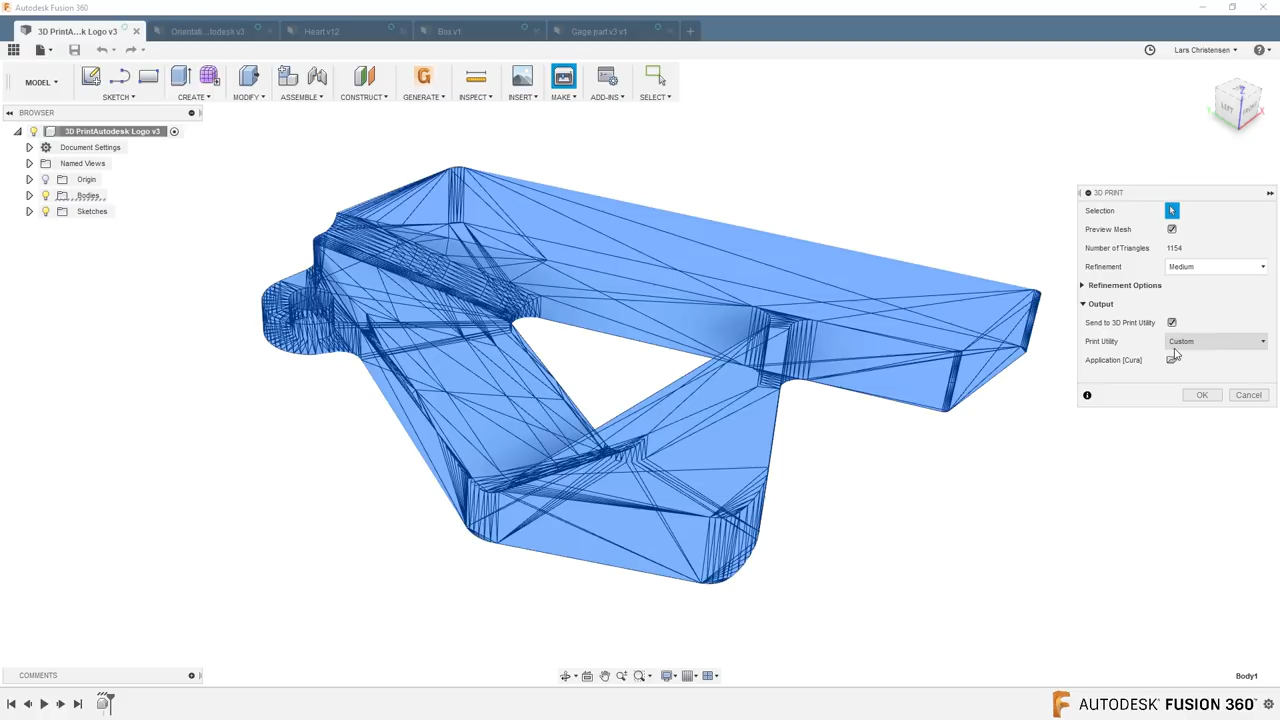 Autodesk Fusion 360
3D PrintA...k Logo v3
Orientati...todesk v3
Heart v12
Box v1
Gage part v3 v1
Lars Christensen
MODEL
SKETCH
CREATE
MODIFY
ASSEMBLE
CONSTRUCT
GENERATE
INSPECT
INSERT
MAKE
ADD-INS
SELECT
BROWSER
3D PrintAutodesk Logo v3
Document Settings
Named Views
Origin
Bodies
Sketches
LEFT
Z
X
Y
3D PRINT
Selection
Preview Mesh
Number of Triangles 1154
Refinement Medium
Refinement Options
Output
Send to 3D Print Utility
Print Utility Custom
Application [Cura]
OK Cancel
COMMENTS
Body1
AUTODESK® FUSION 360™